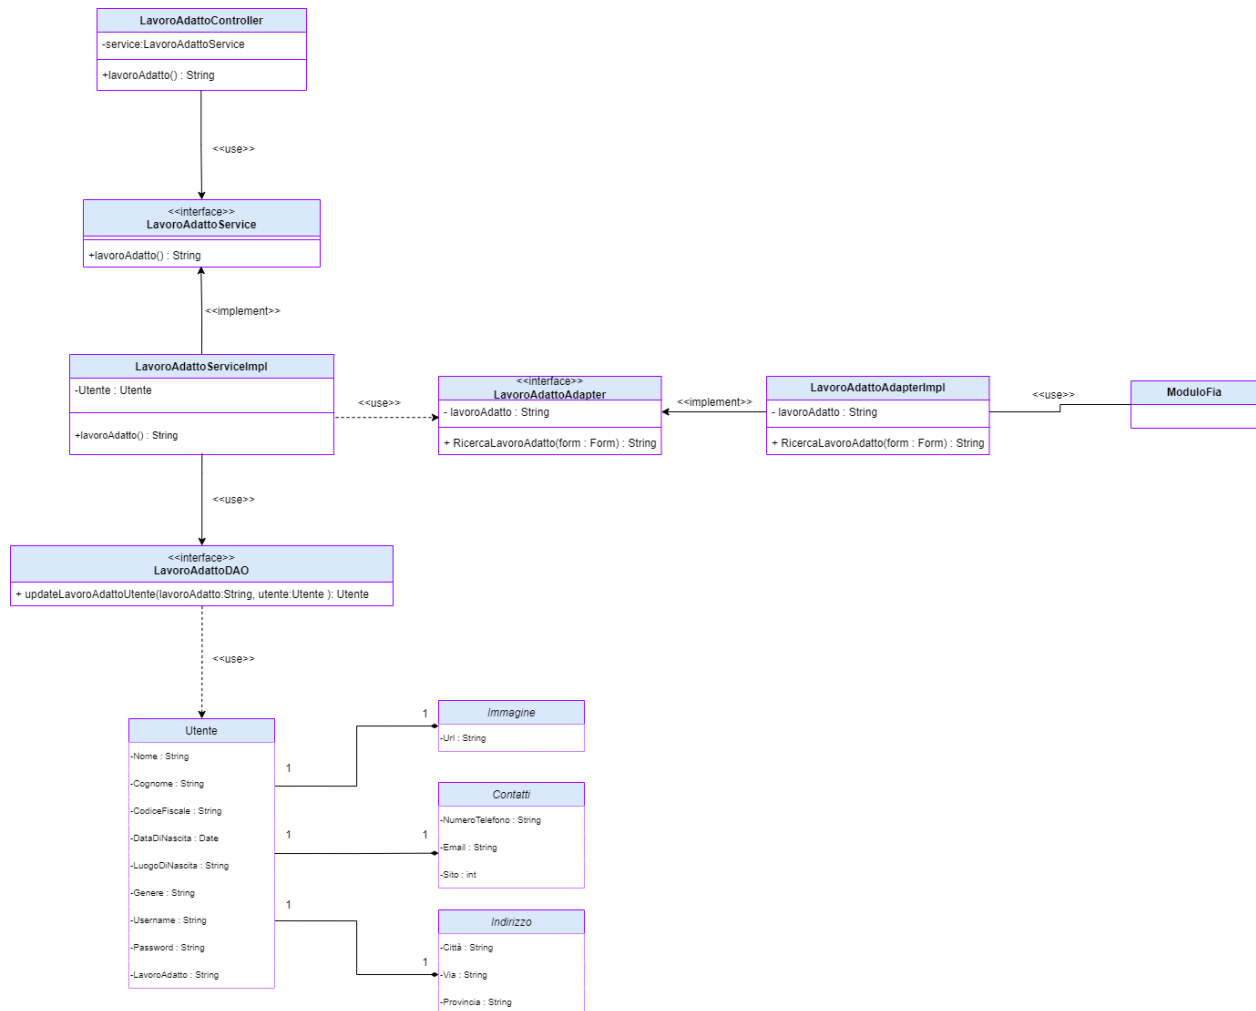 LavoroAdattoController
-service:LavoroAdattoService
+lavoroAdatto() : String
<<use>>
<<interface>>
LavoroAdattoService
+lavoroAdatto() : String
<<implement>>
LavoroAdattoServiceImpl
-Utente : Utente
+lavoroAdatto() : String
<<use>>
<<interface>>
LavoroAdattoAdapter
- lavoroAdatto : String
+ RicercaLavoroAdatto(form : Form) : String
<<implement>>
LavoroAdattoAdapterImpl
- lavoroAdatto : String
+ RicercaLavoroAdatto(form : Form) : String
<<use>>
ModuloFia
<<use>>
<<interface>>
LavoroAdattoDAO
+ updateLavoroAdattoUtente(lavoroAdatto:String, utente:Utente ): Utente
<<use>>
Utente
-Nome : String
-Cognome : String
-CodiceFiscale : String
-DataDiNascita : Date
-LuogoDiNascita : String
-Genere : String
-Username : String
-Password : String
-LavoroAdatto : String
1
1
Immagine
-Url : String
1
1
Contatti
-NumeroTelefono : String
-Email : String
-Sito : int
1
1
Indirizzo
-Città : String
-Via : String
-Provincia : String